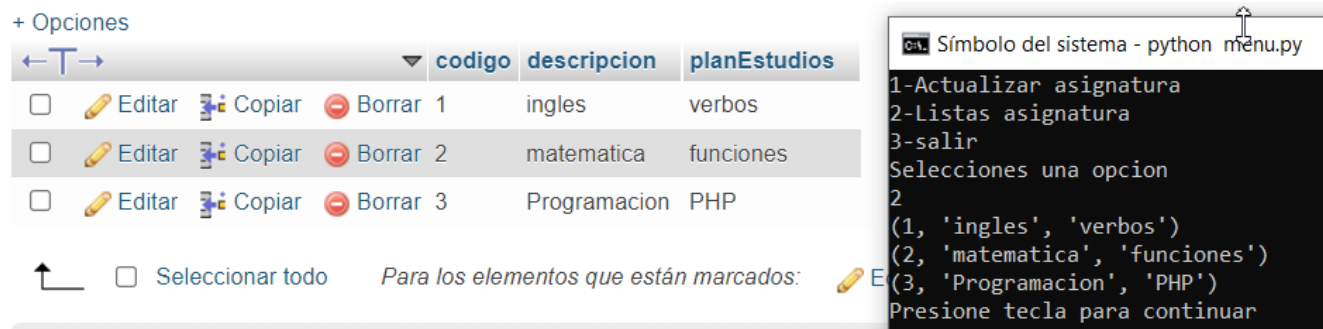 + Opciones
codigo descripcion planEstudios
Editar Copiar Borrar 1 ingles verbos
Editar Copiar Borrar 2 matematica funciones
Editar Copiar Borrar 3 Programacion PHP
Seleccionar todo Para los elementos que están marcados:
Símbolo del sistema - python menu.py
1-Actualizar asignatura
2-Listas asignatura
3-salir
Selecciones una opcion
2
(1, 'ingles', 'verbos')
(2, 'matematica', 'funciones')
(3, 'Programacion', 'PHP')
Presione tecla para continuar